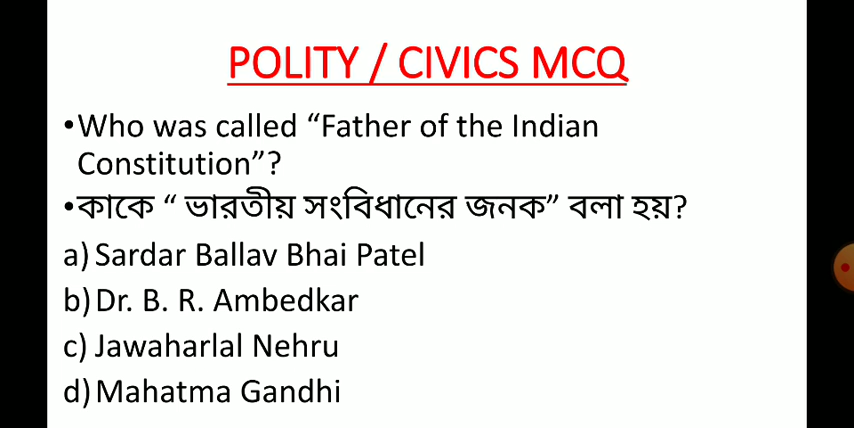 POLITY / CIVICS MCQ
•Who was called “Father of the Indian
Constitution”?
•কাকে “ ভারতীয় সংবিধানের জনক” বলা হয়?
a) Sardar Ballav Bhai Patel
b) Dr. B. R. Ambedkar
c) Jawaharlal Nehru
d) Mahatma Gandhi